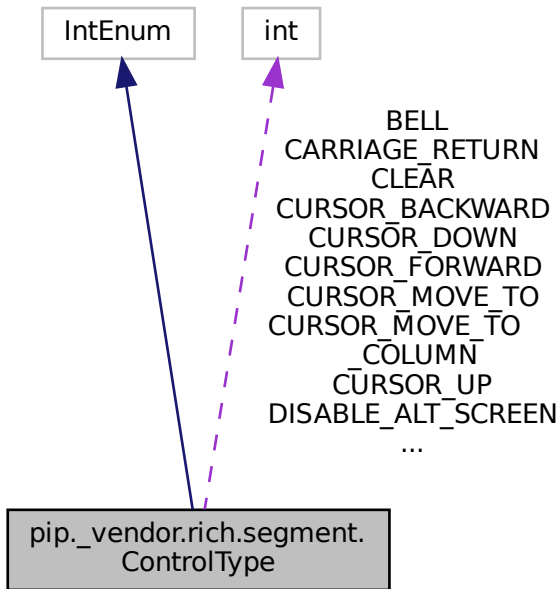 IntEnum
int
BELL
CARRIAGE_RETURN
CLEAR
CURSOR_BACKWARD
CURSOR_DOWN
CURSOR_FORWARD
CURSOR_MOVE_TO
CURSOR_MOVE_TO
_COLUMN
CURSOR_UP
DISABLE_ALT_SCREEN
...
pip._vendor.rich.segment.
ControlType